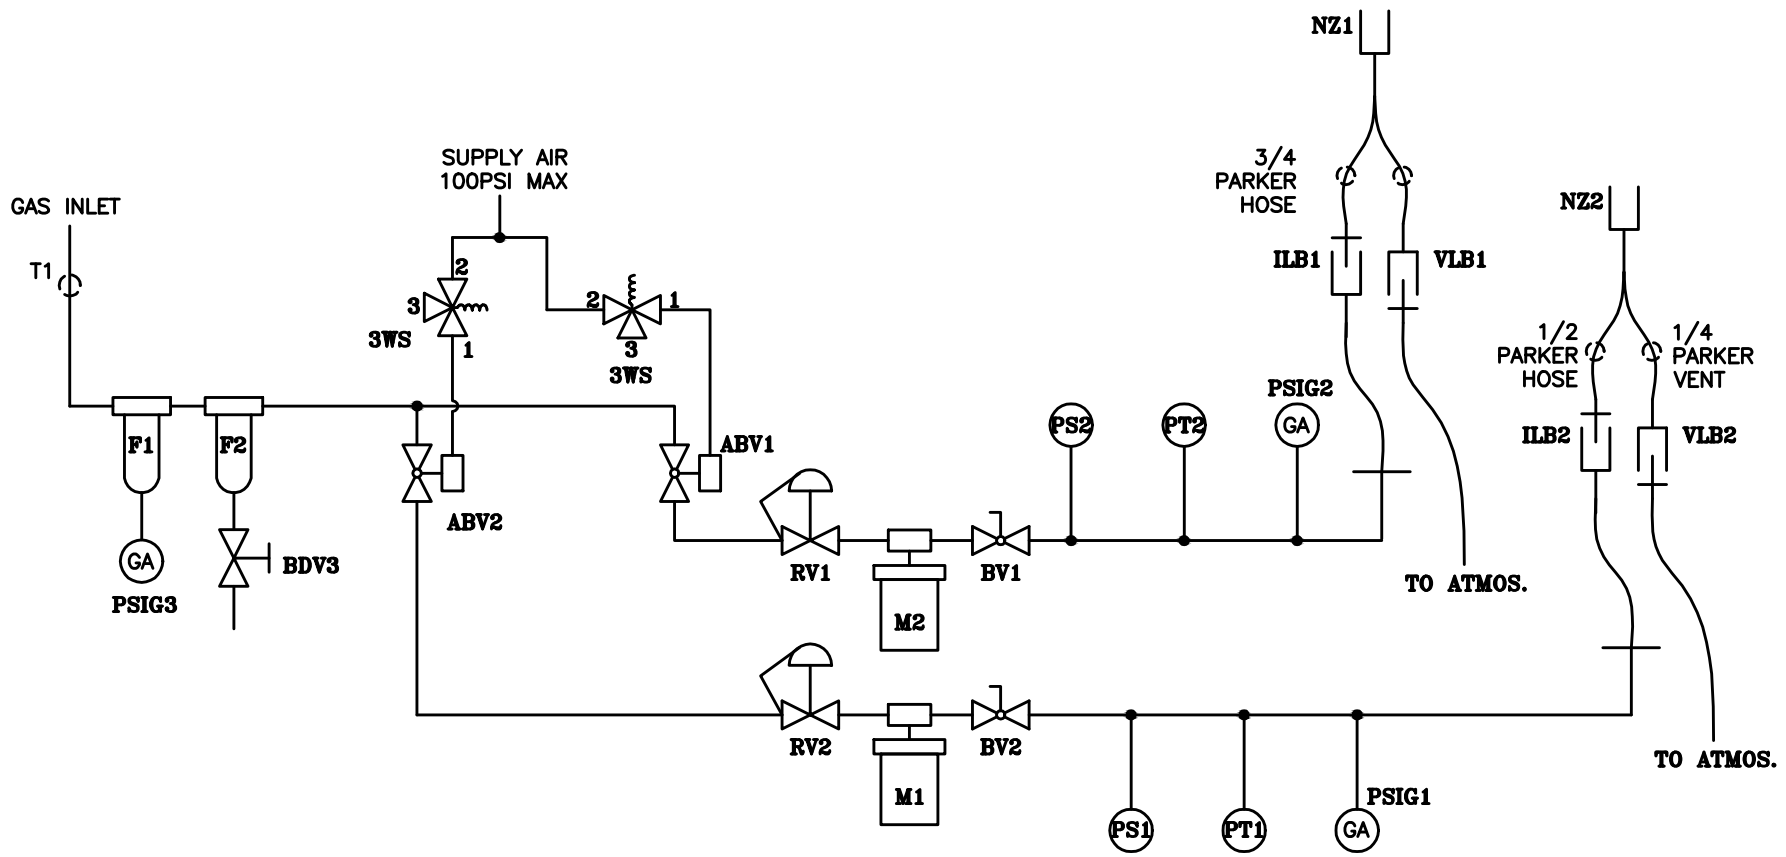 NZ1
SUPPLY AIR
100PSI MAX
3/4
PARKER
HOSE
GAS INLET
NZ2
T1
2
3
3WS
1
2
1
3
3WS
ILB1
VLB1
1/2
PARKER
HOSE
1/4
PARKER
VENT
PSIG2
PS2
PT2
GA
F1
F2
ABV1
ABV2
ILB2
VLB2
GA
PSIG3
BDV3
RV1
BV1
M2
TO ATMOS.
RV2
BV2
M1
TO ATMOS.
PSIG1
PS1
PT1
GA